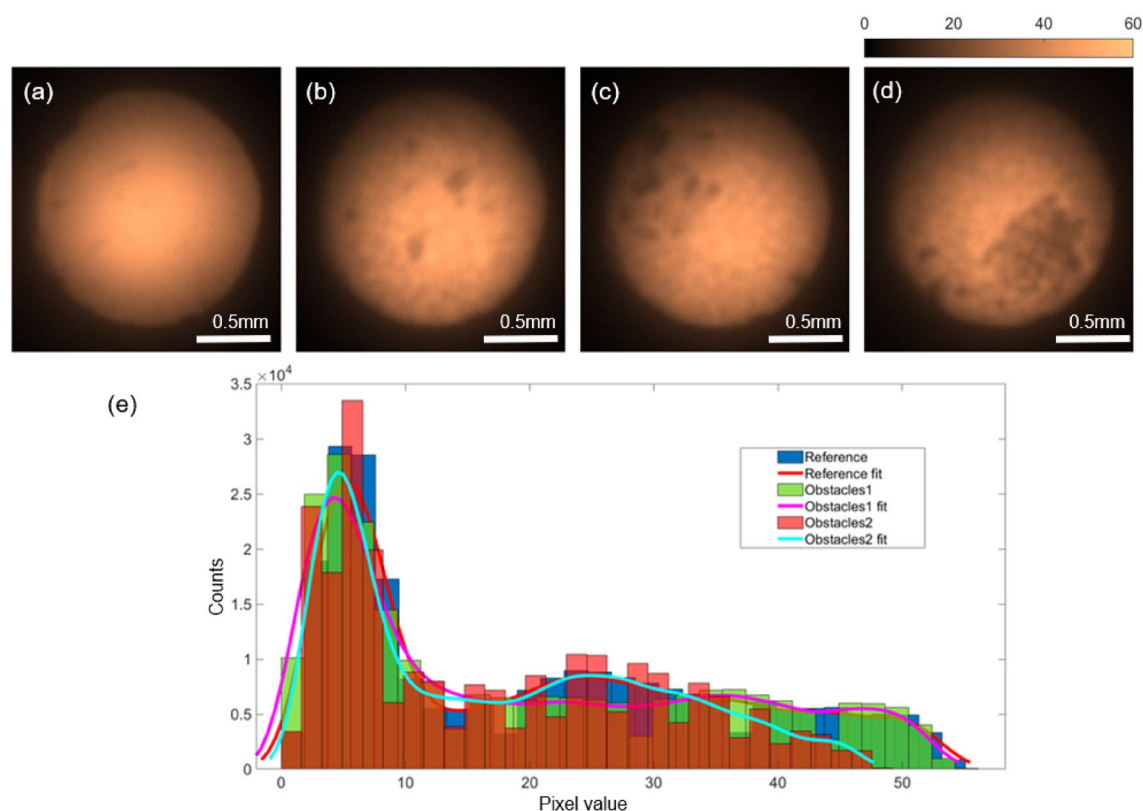 0 20 40 60
(a) (b) (c) (d)
0.5mm 0.5mm 0.5mm 0.5mm
(e)
×10⁴
3.5
3
2.5
2
1.5
1
0.5
0
Counts
Reference
Reference fit
Obstacles1
Obstacles1 fit
Obstacles2
Obstacles2 fit
0 10 20 30 40 50
Pixel value